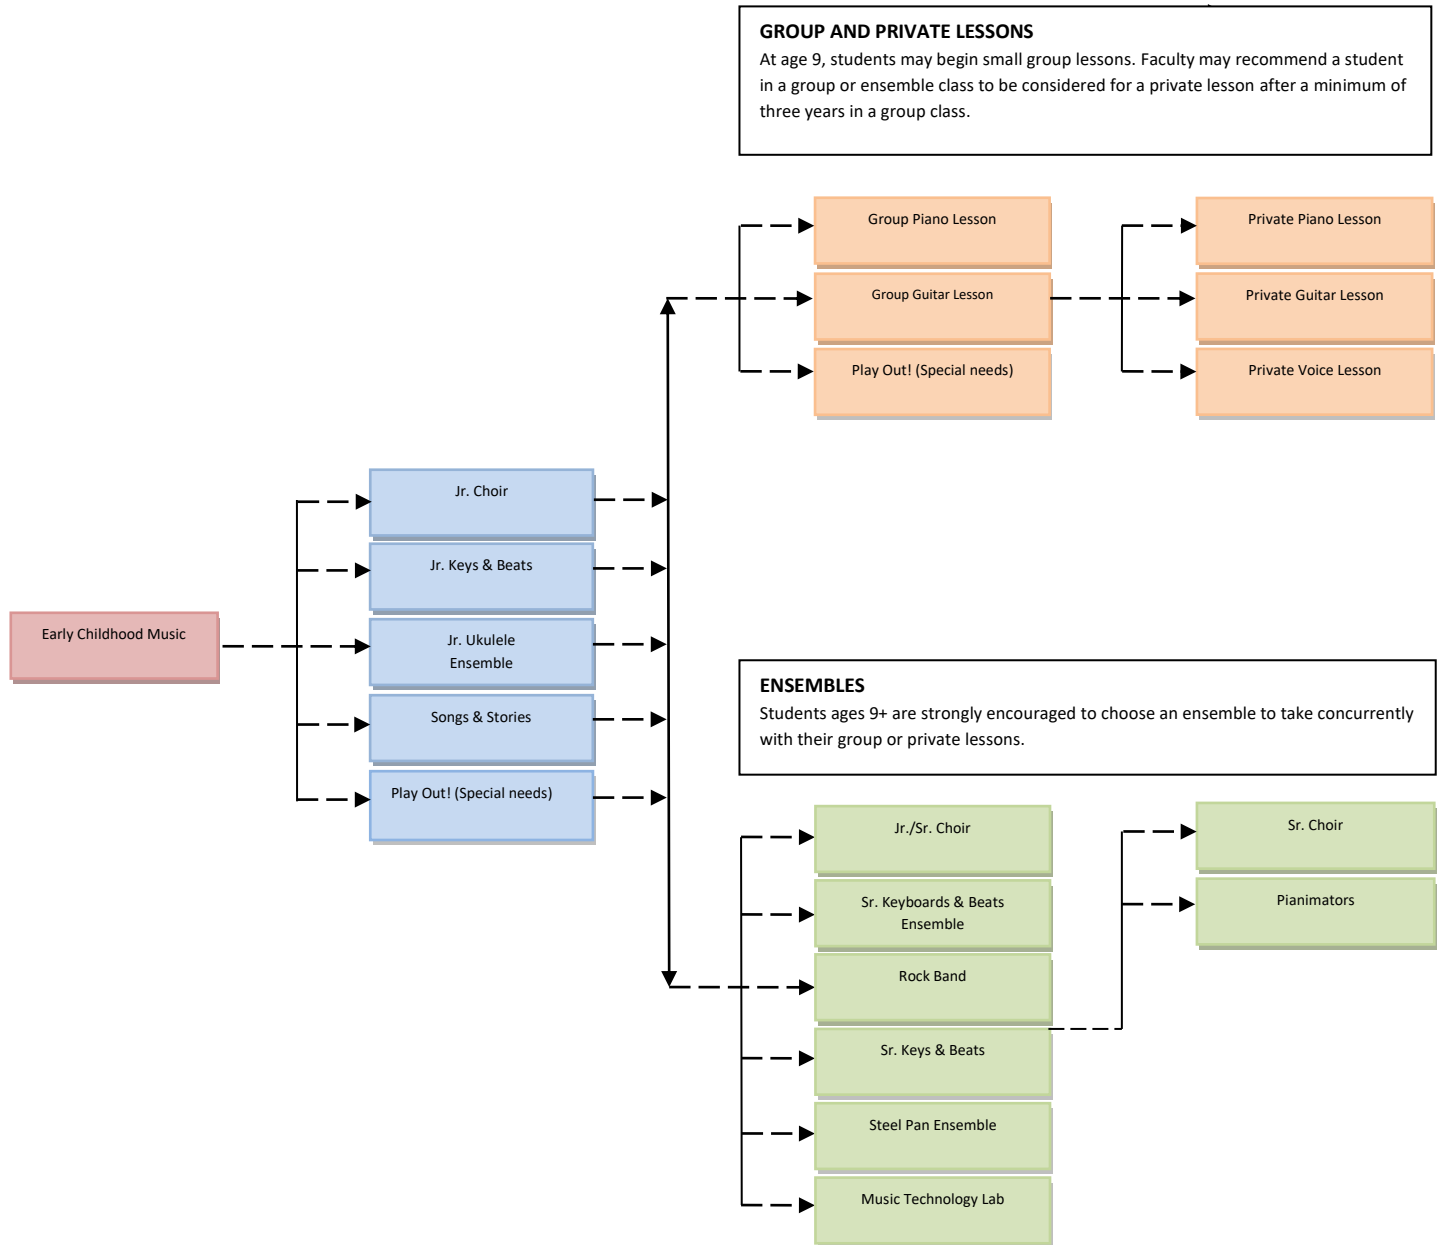 GROUP AND PRIVATE LESSONS
At age 9, students may begin small group lessons. Faculty may recommend a student
in a group or ensemble class to be considered for a private lesson after a minimum of
three years in a group class.
Group Piano Lesson
Group Guitar Lesson
Play Out! (Special needs)
Private Piano Lesson
Private Guitar Lesson
Private Voice Lesson
Early Childhood Music
Jr. Choir
Jr. Keys & Beats
Jr. Ukulele
Ensemble
Songs & Stories
Play Out! (Special needs)
ENSEMBLES
Students ages 9+ are strongly encouraged to choose an ensemble to take concurrently
with their group or private lessons.
Jr./Sr. Choir
Sr. Keyboards & Beats
Ensemble
Rock Band
Sr. Keys & Beats
Steel Pan Ensemble
Music Technology Lab
Sr. Choir
Pianimators